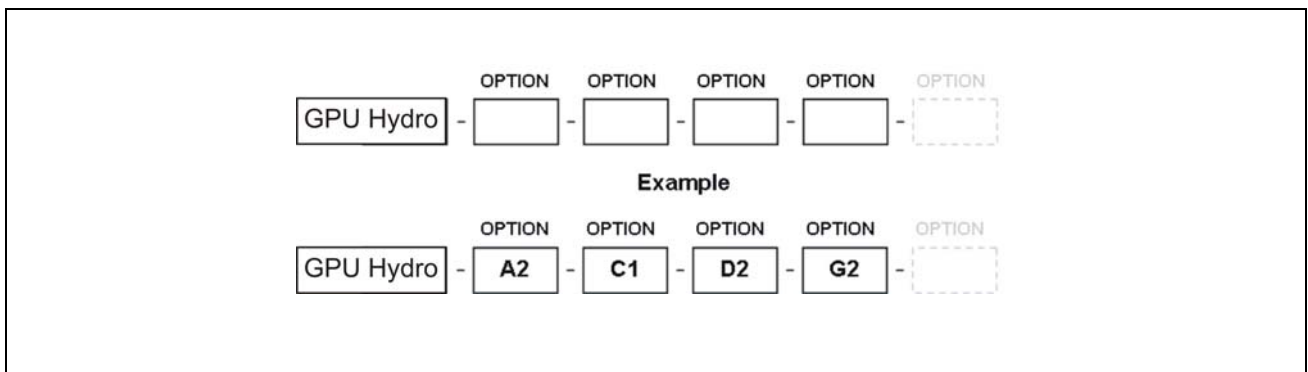 OPTION OPTION OPTION OPTION OPTION
GPU Hydro - - - - -
Example
OPTION OPTION OPTION OPTION OPTION
GPU Hydro - A2 - C1 - D2 - G2 -